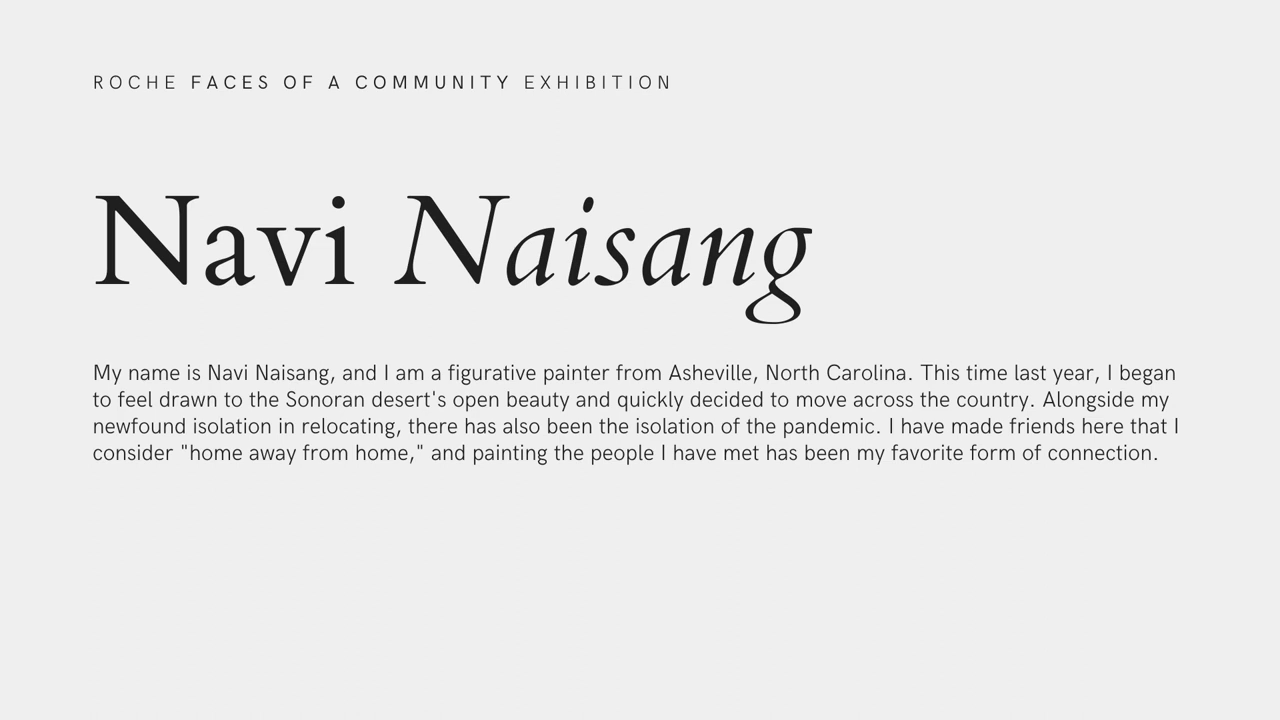 ROCHE FACES OF A COMMUNITY EXHIBITION
Navi Naisang
My name is Navi Naisang, and I am a figurative painter from Asheville, North Carolina. This time last year, I began
to feel drawn to the Sonoran desert's open beauty and quickly decided to move across the country. Alongside my
newfound isolation in relocating, there has also been the isolation of the pandemic. I have made friends here that I
consider "home away from home," and painting the people I have met has been my favorite form of connection.